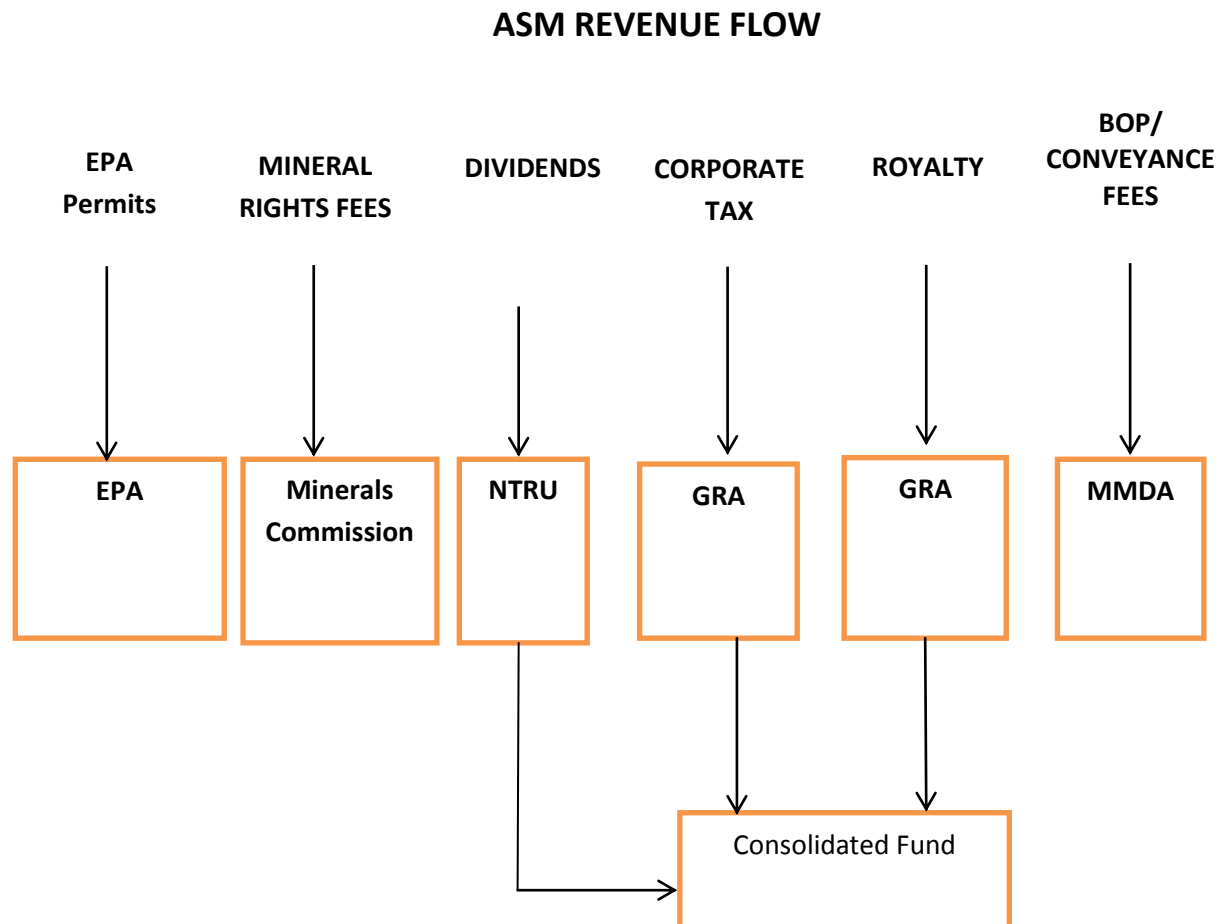 ASM REVENUE FLOW
EPA
Permits
MINERAL
RIGHTS FEES
DIVIDENDS
CORPORATE
TAX
ROYALTY
BOP/
CONVEYANCE
FEES
EPA
Minerals
Commission
NTRU
GRA
GRA
MMDA
Consolidated Fund